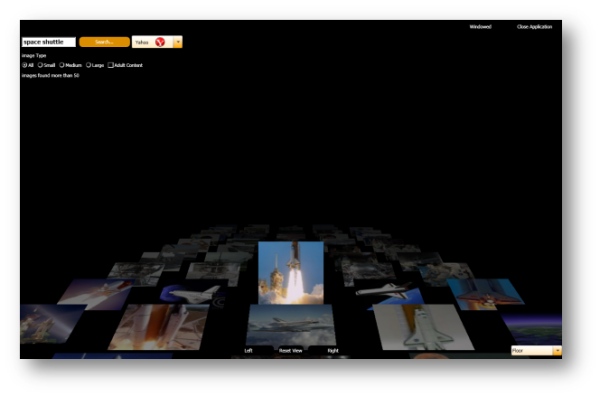 Windowed Close Application
space shuttle Search... Yahoo
Image Type
All Small Medium Large Adult Content
Images found more than 50
Left Reset View Right
Floor